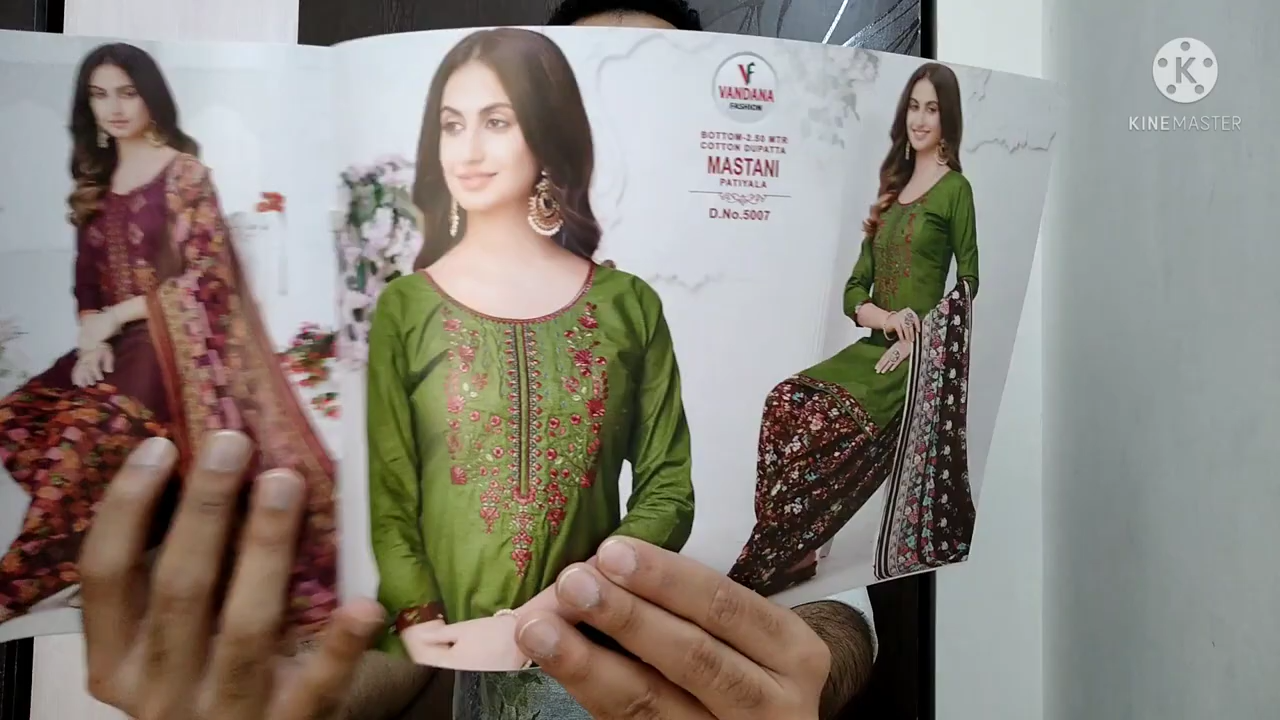 VF
VANDANA
FASHION
BOTTOM-2.50 MTR
COTTON DUPATTA
MASTANI
PATIYALA
D.No.5007
K
KINEMASTER